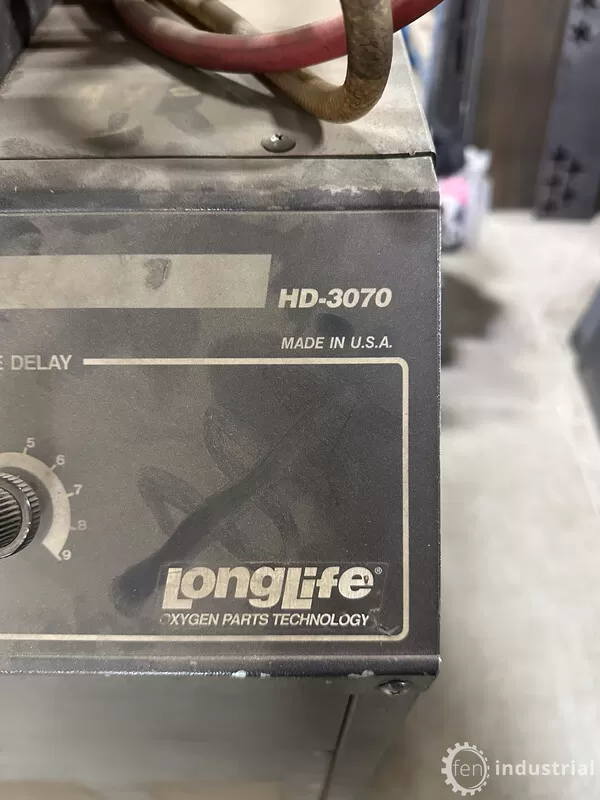 HD-3070
MADE IN U.S.A.
E DELAY
5
6
7
8
9
LongLife®
OXYGEN PARTS TECHNOLOGY
fen industrial